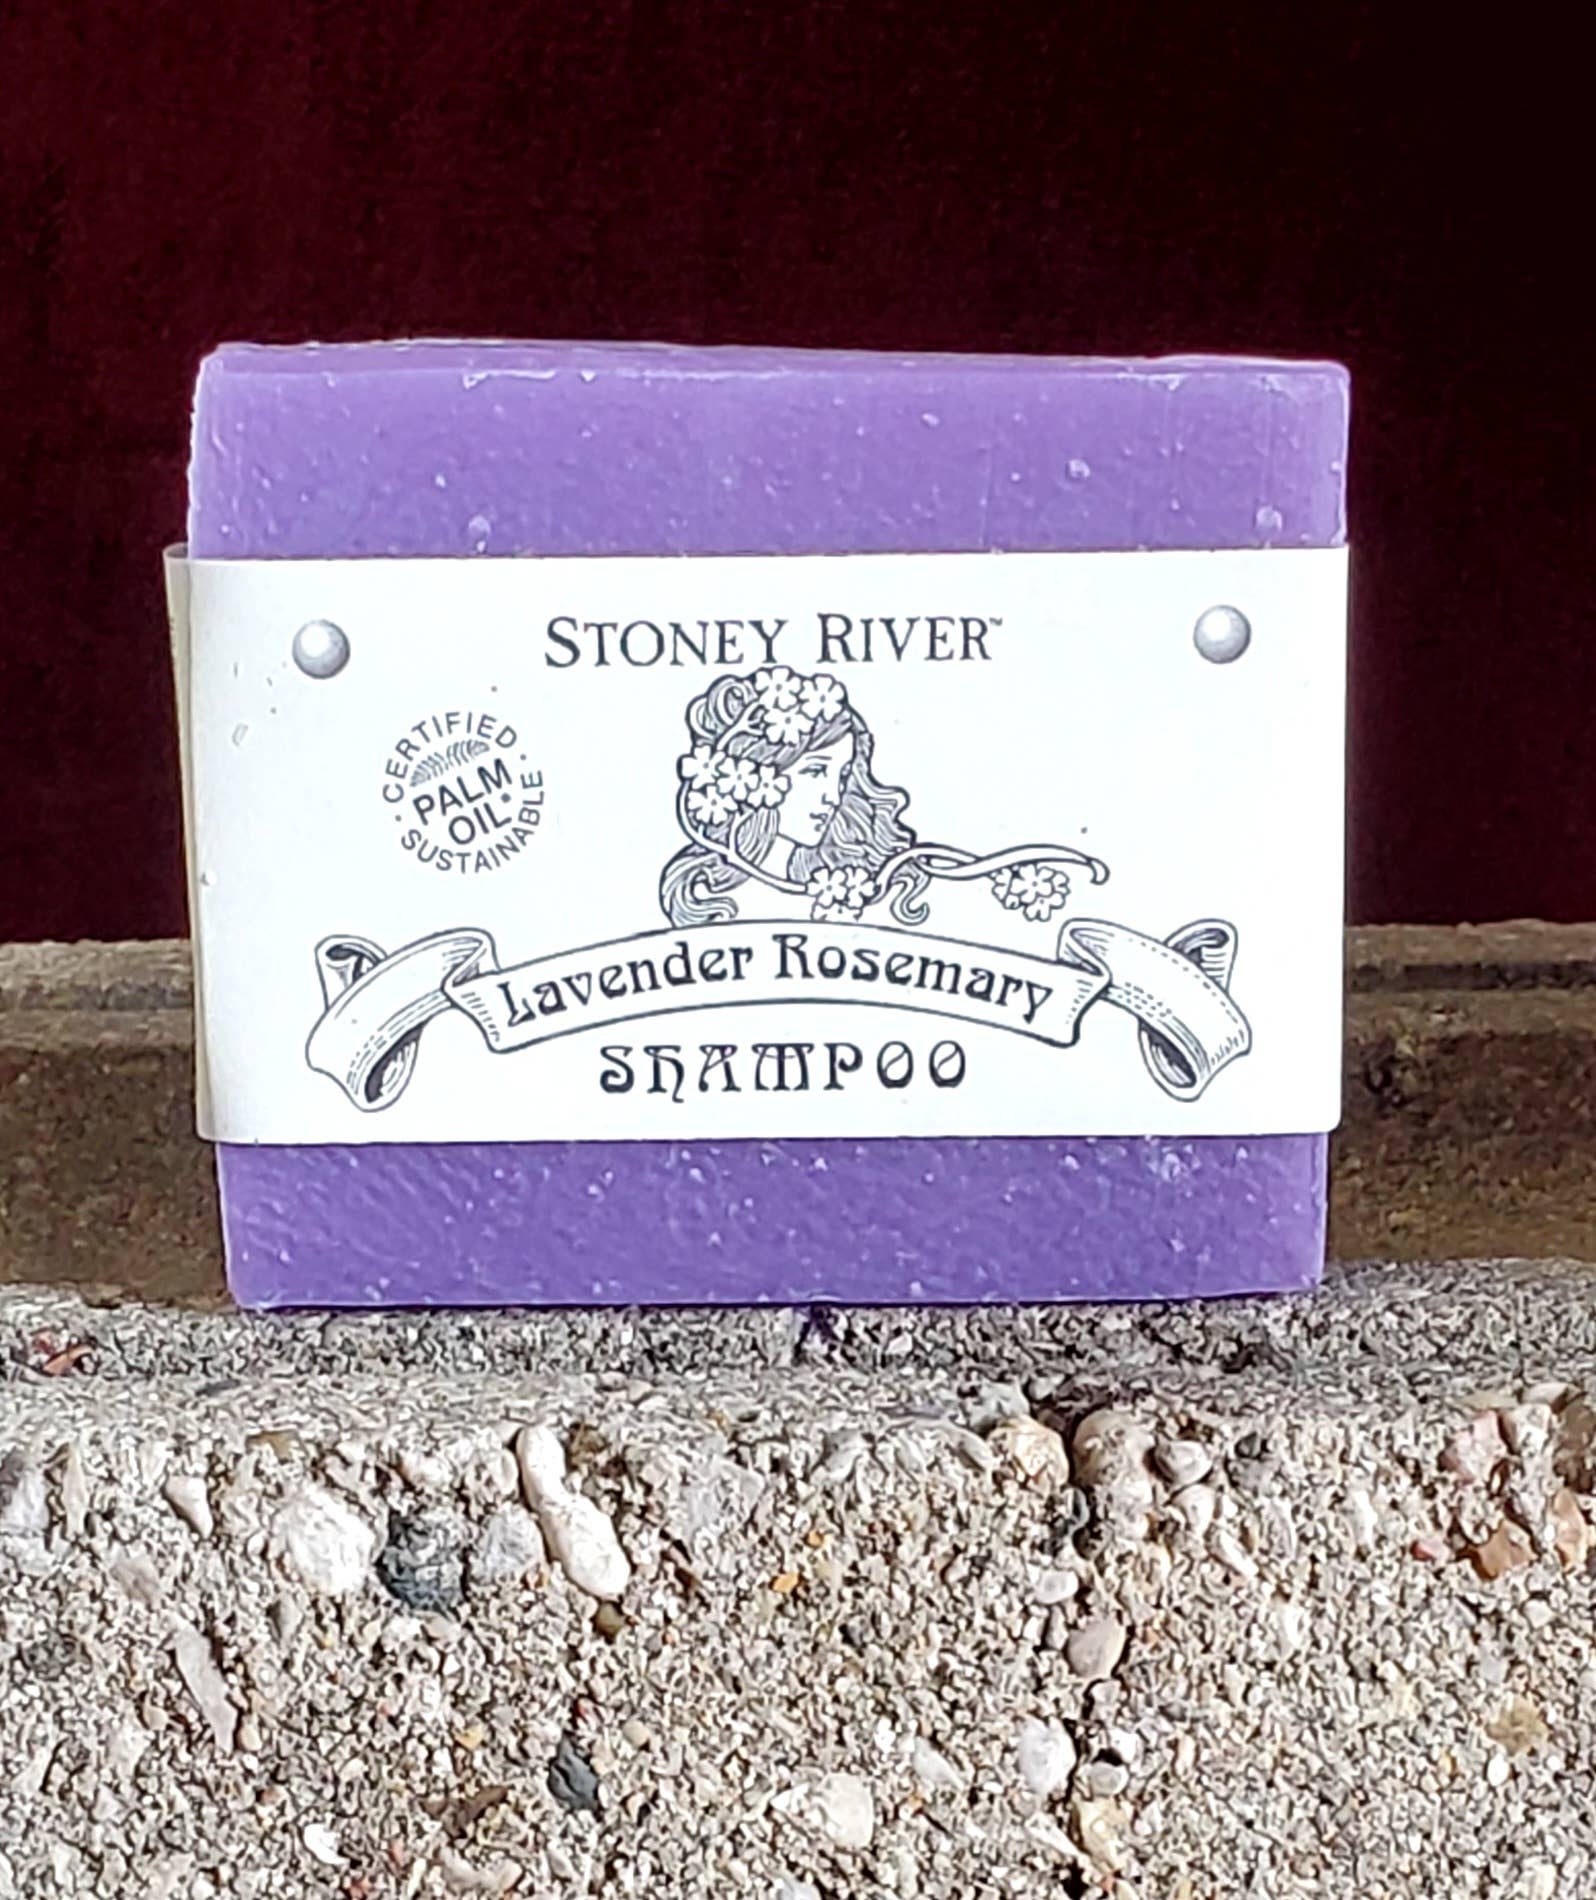 STONEY RIVER™
CERTIFIED
PALM
OIL
SUSTAINABLE
Lavender Rosemary
SHAMPOO